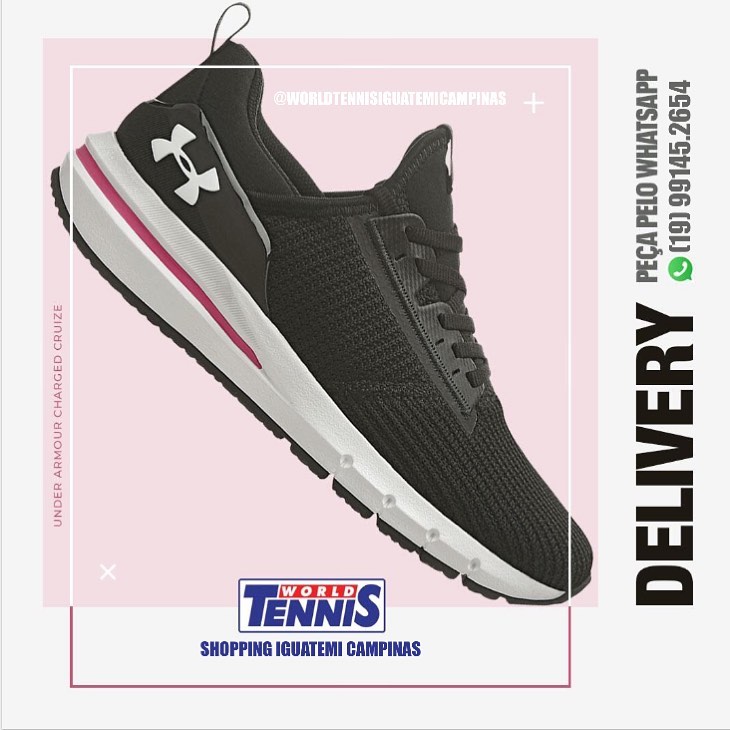 @WORLDTENNISIGUATEMICAMPINAS
UNDER ARMOUR CHARGED CRUIZE
WORLD
TENNIS
SHOPPING IGUATEMI CAMPINAS
DELIVERY
PEÇA PELO WHATSAPP
(19) 99145.2654